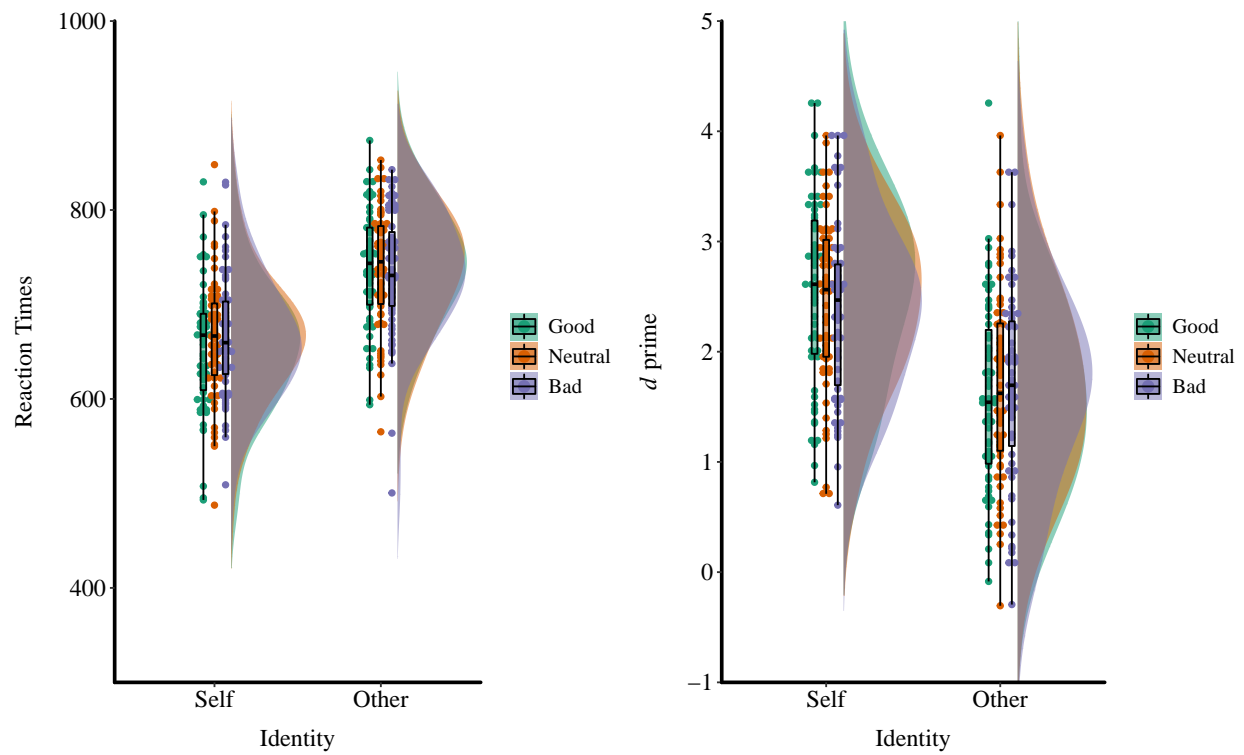 1000
800
600
400
Reaction Times
Self
Other
Identity
Good
Neutral
Bad
5
4
3
2
1
0
−1
d prime
Self
Other
Identity
Good
Neutral
Bad